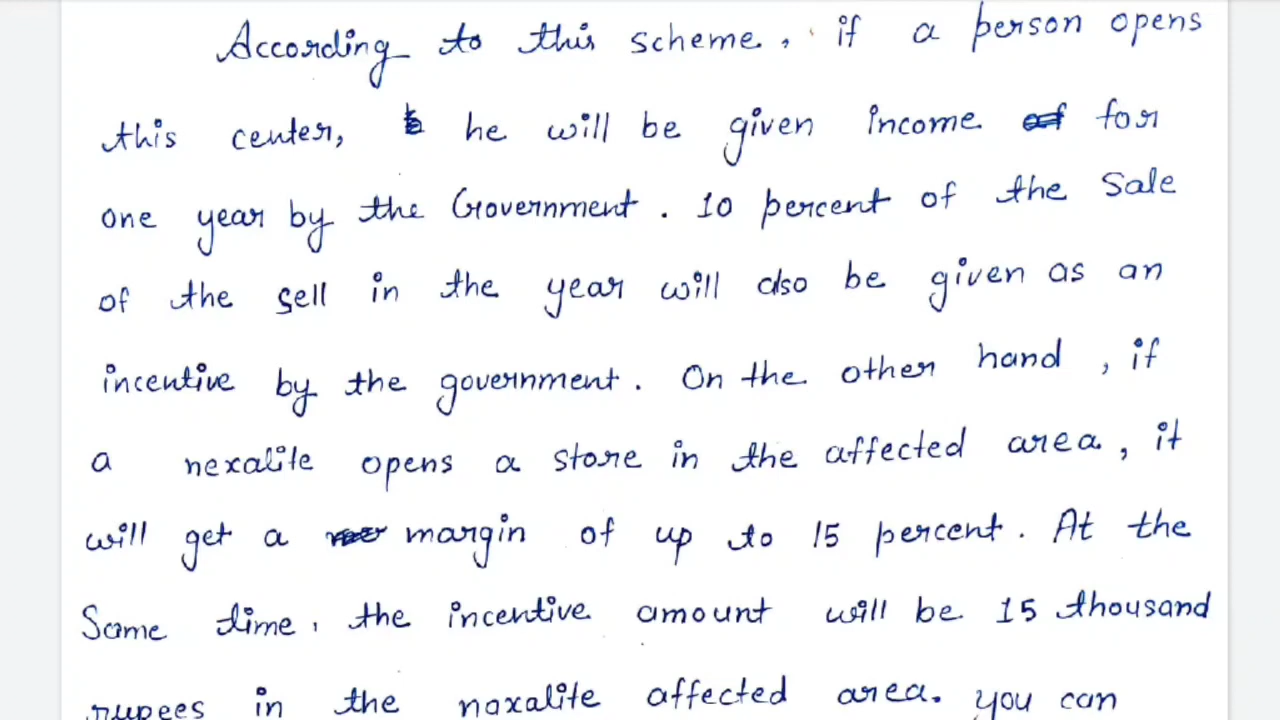 According to this scheme, if a person opens
this center, he will be given income for
one year by the Government. 10 percent of the Sale
of the sell in the year will also be given as an
incentive by the government. On the other hand, if
a nexalite opens a store in the affected area, it
will get a margin of up to 15 percent. At the
Same time, the incentive amount will be 15 thousand
rupees in the naxalite affected area. you can